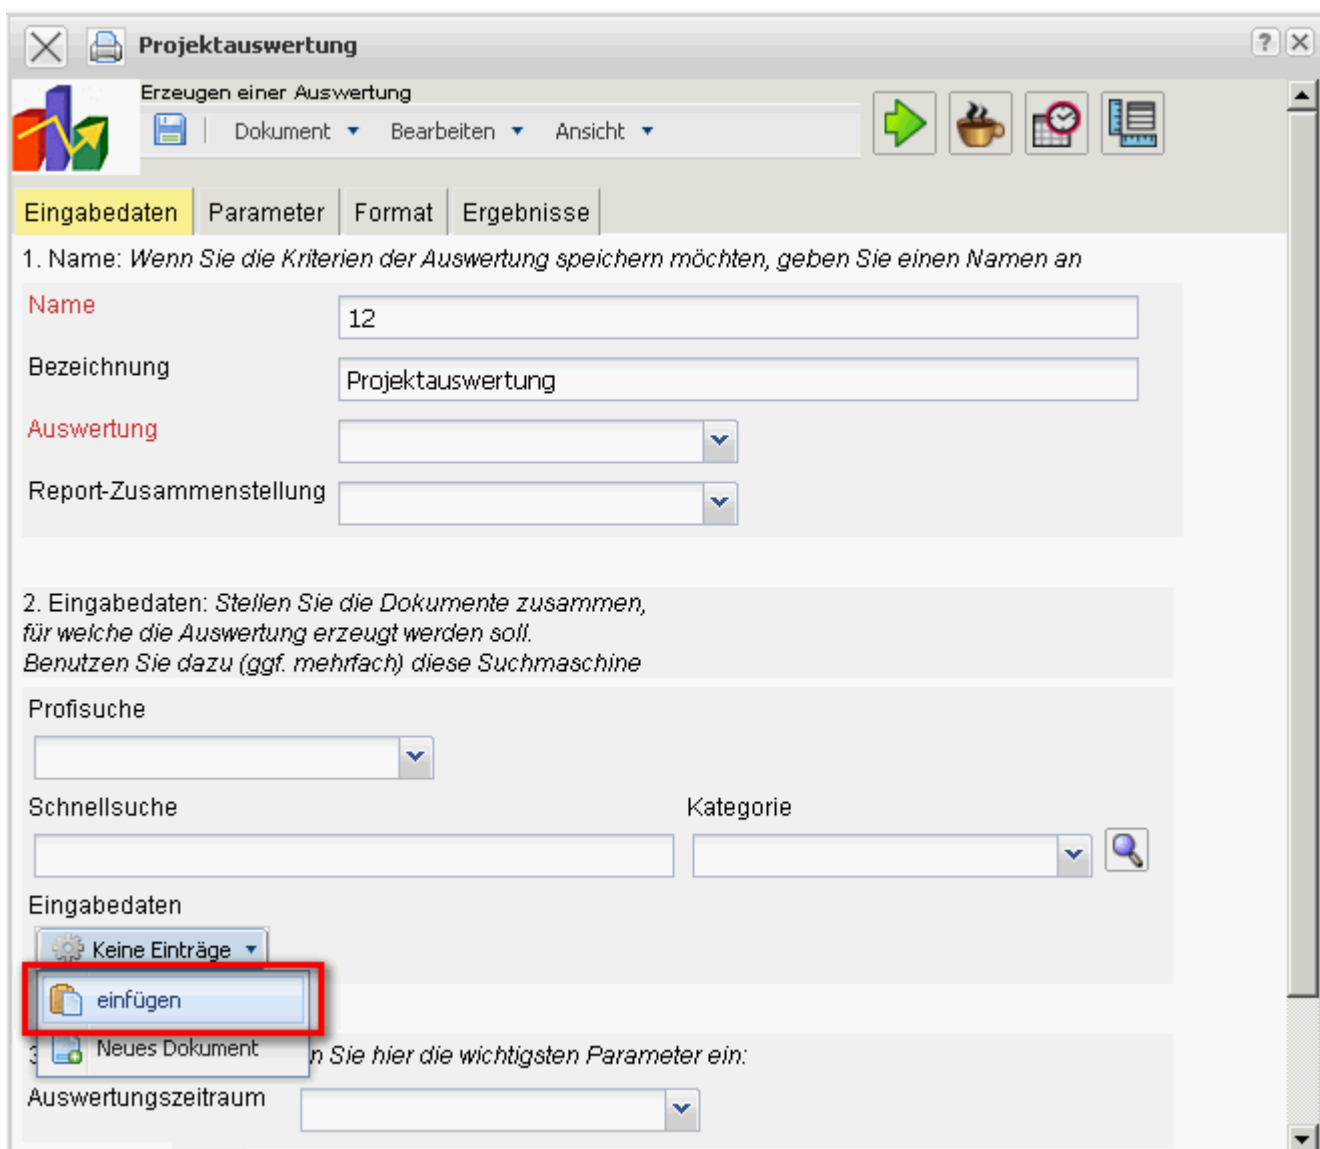 Projektauswertung
?
Erzeugen einer Auswertung
Dokument Bearbeiten Ansicht
Eingabedaten Parameter Format Ergebnisse
1. Name: Wenn Sie die Kriterien der Auswertung speichern möchten, geben Sie einen Namen an
Name 12
Bezeichnung Projektauswertung
Auswertung
Report-Zusammenstellung
2. Eingabedaten: Stellen Sie die Dokumente zusammen,
für welche die Auswertung erzeugt werden soll.
Benutzen Sie dazu (ggf. mehrfach) diese Suchmaschine
Profisuche
Schnellsuche Kategorie
Eingabedaten
Keine Einträge
einfügen
Neues Dokument
n Sie hier die wichtigsten Parameter ein:
Auswertungszeitraum